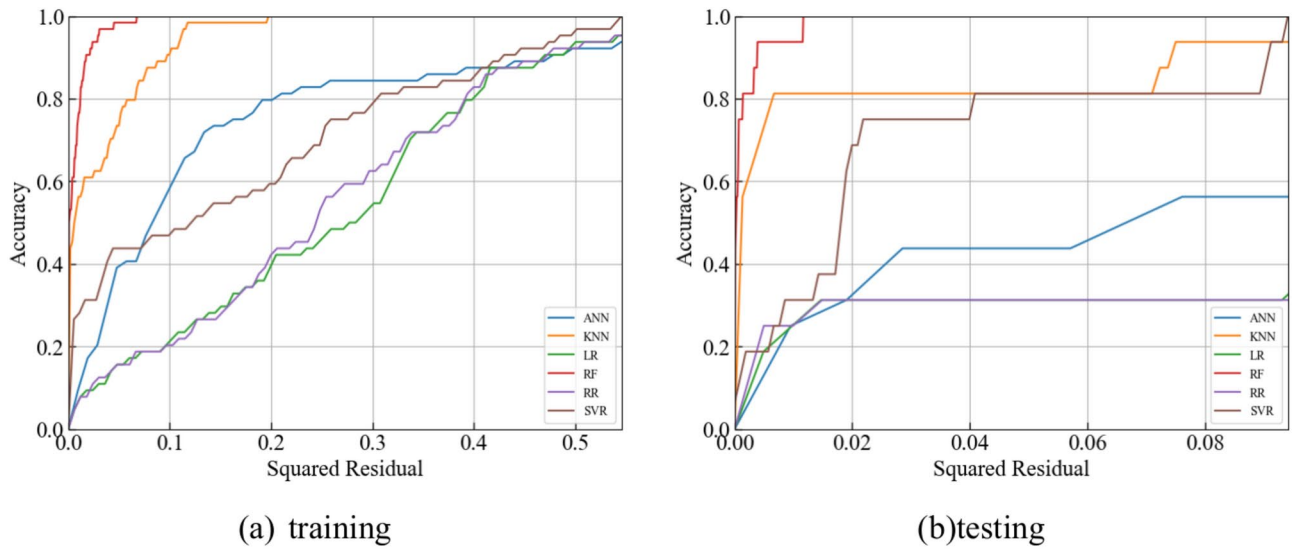 1.0
0.8
0.6
0.4
0.2
0.0
Accuracy
0.0 0.1 0.2 0.3 0.4 0.5
Squared Residual
ANN
KNN
LR
RF
RR
SVR
(a) training
1.0
0.8
0.6
0.4
0.2
0.0
Accuracy
0.00 0.02 0.04 0.06 0.08
Squared Residual
ANN
KNN
LR
RF
RR
SVR
(b)testing